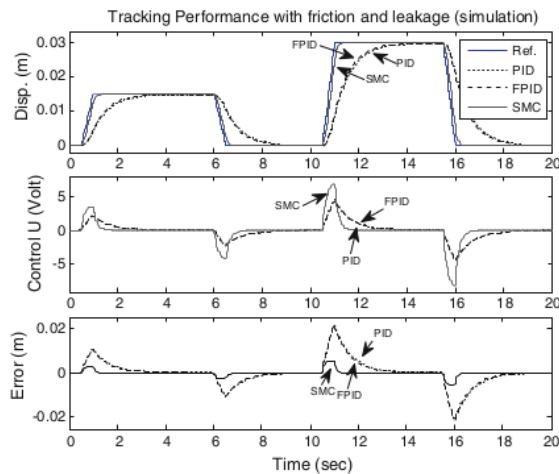 Tracking Performance with friction and leakage (simulation)
Disp. (m)
0.03
0.02
0.01
0
FPID
PID
SMC
Ref.
PID
FPID
SMC
0 2 4 6 8 10 12 14 16 18 20
Control U (Volt)
5
0
-5
SMC
FPID
PID
0 2 4 6 8 10 12 14 16 18 20
Error (m)
0.02
0
-0.02
PID
SMC
FPID
0 2 4 6 8 10 12 14 16 18 20
Time (sec)